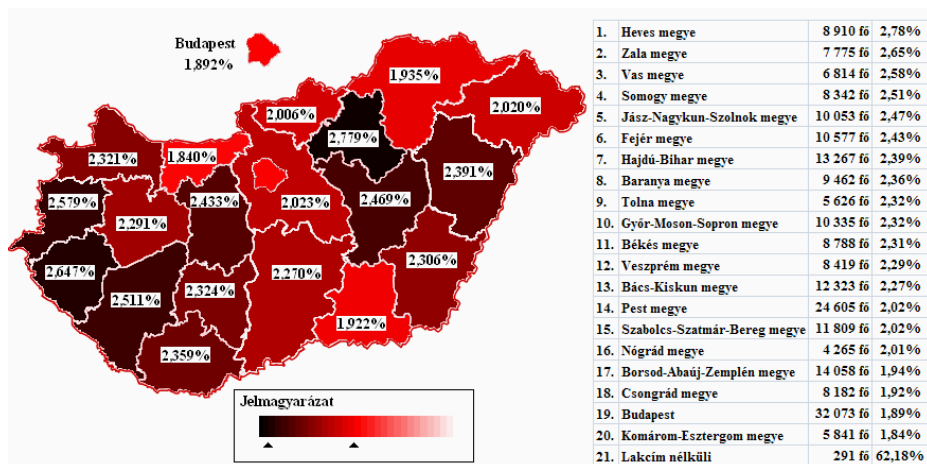 Budapest
1,892%
1,935%
2,006%
2,020%
2,779%
2,321%
1,840%
2,391%
2,579%
2,433%
2,023%
2,469%
2,291%
2,647%
2,306%
2,270%
2,511%
2,324%
1,922%
2,359%
Jelmagyarázat
1. Heves megye 8 910 fő 2,78%
2. Zala megye 7 775 fő 2,65%
3. Vas megye 6 814 fő 2,58%
4. Somogy megye 8 342 fő 2,51%
5. Jász-Nagykun-Szolnok megye 10 053 fő 2,47%
6. Fejér megye 10 577 fő 2,43%
7. Hajdú-Bihar megye 13 267 fő 2,39%
8. Baranya megye 9 462 fő 2,36%
9. Tolna megye 5 626 fő 2,32%
10. Győr-Moson-Sopron megye 10 335 fő 2,32%
11. Békés megye 8 788 fő 2,31%
12. Veszprém megye 8 419 fő 2,29%
13. Bács-Kiskun megye 12 323 fő 2,27%
14. Pest megye 24 605 fő 2,02%
15. Szabolcs-Szatmár-Bereg megye 11 809 fő 2,02%
16. Nógrád megye 4 265 fő 2,01%
17. Borsod-Abaúj-Zemplén megye 14 058 fő 1,94%
18. Csongrád megye 8 182 fő 1,92%
19. Budapest 32 073 fő 1,89%
20. Komárom-Esztergom megye 5 841 fő 1,84%
21. Lakcím nélküli 291 fő 62,18%